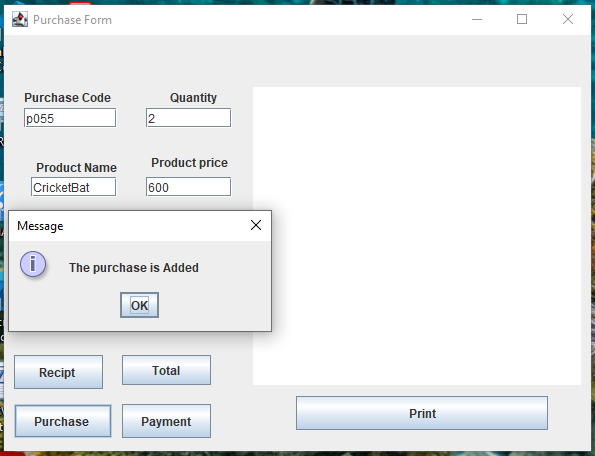 Purchase Form
Purchase Code
Quantity
p055
2
Product Name
Product price
CricketBat
600
Message
The purchase is Added
OK
Recipt
Total
Purchase
Payment
Print